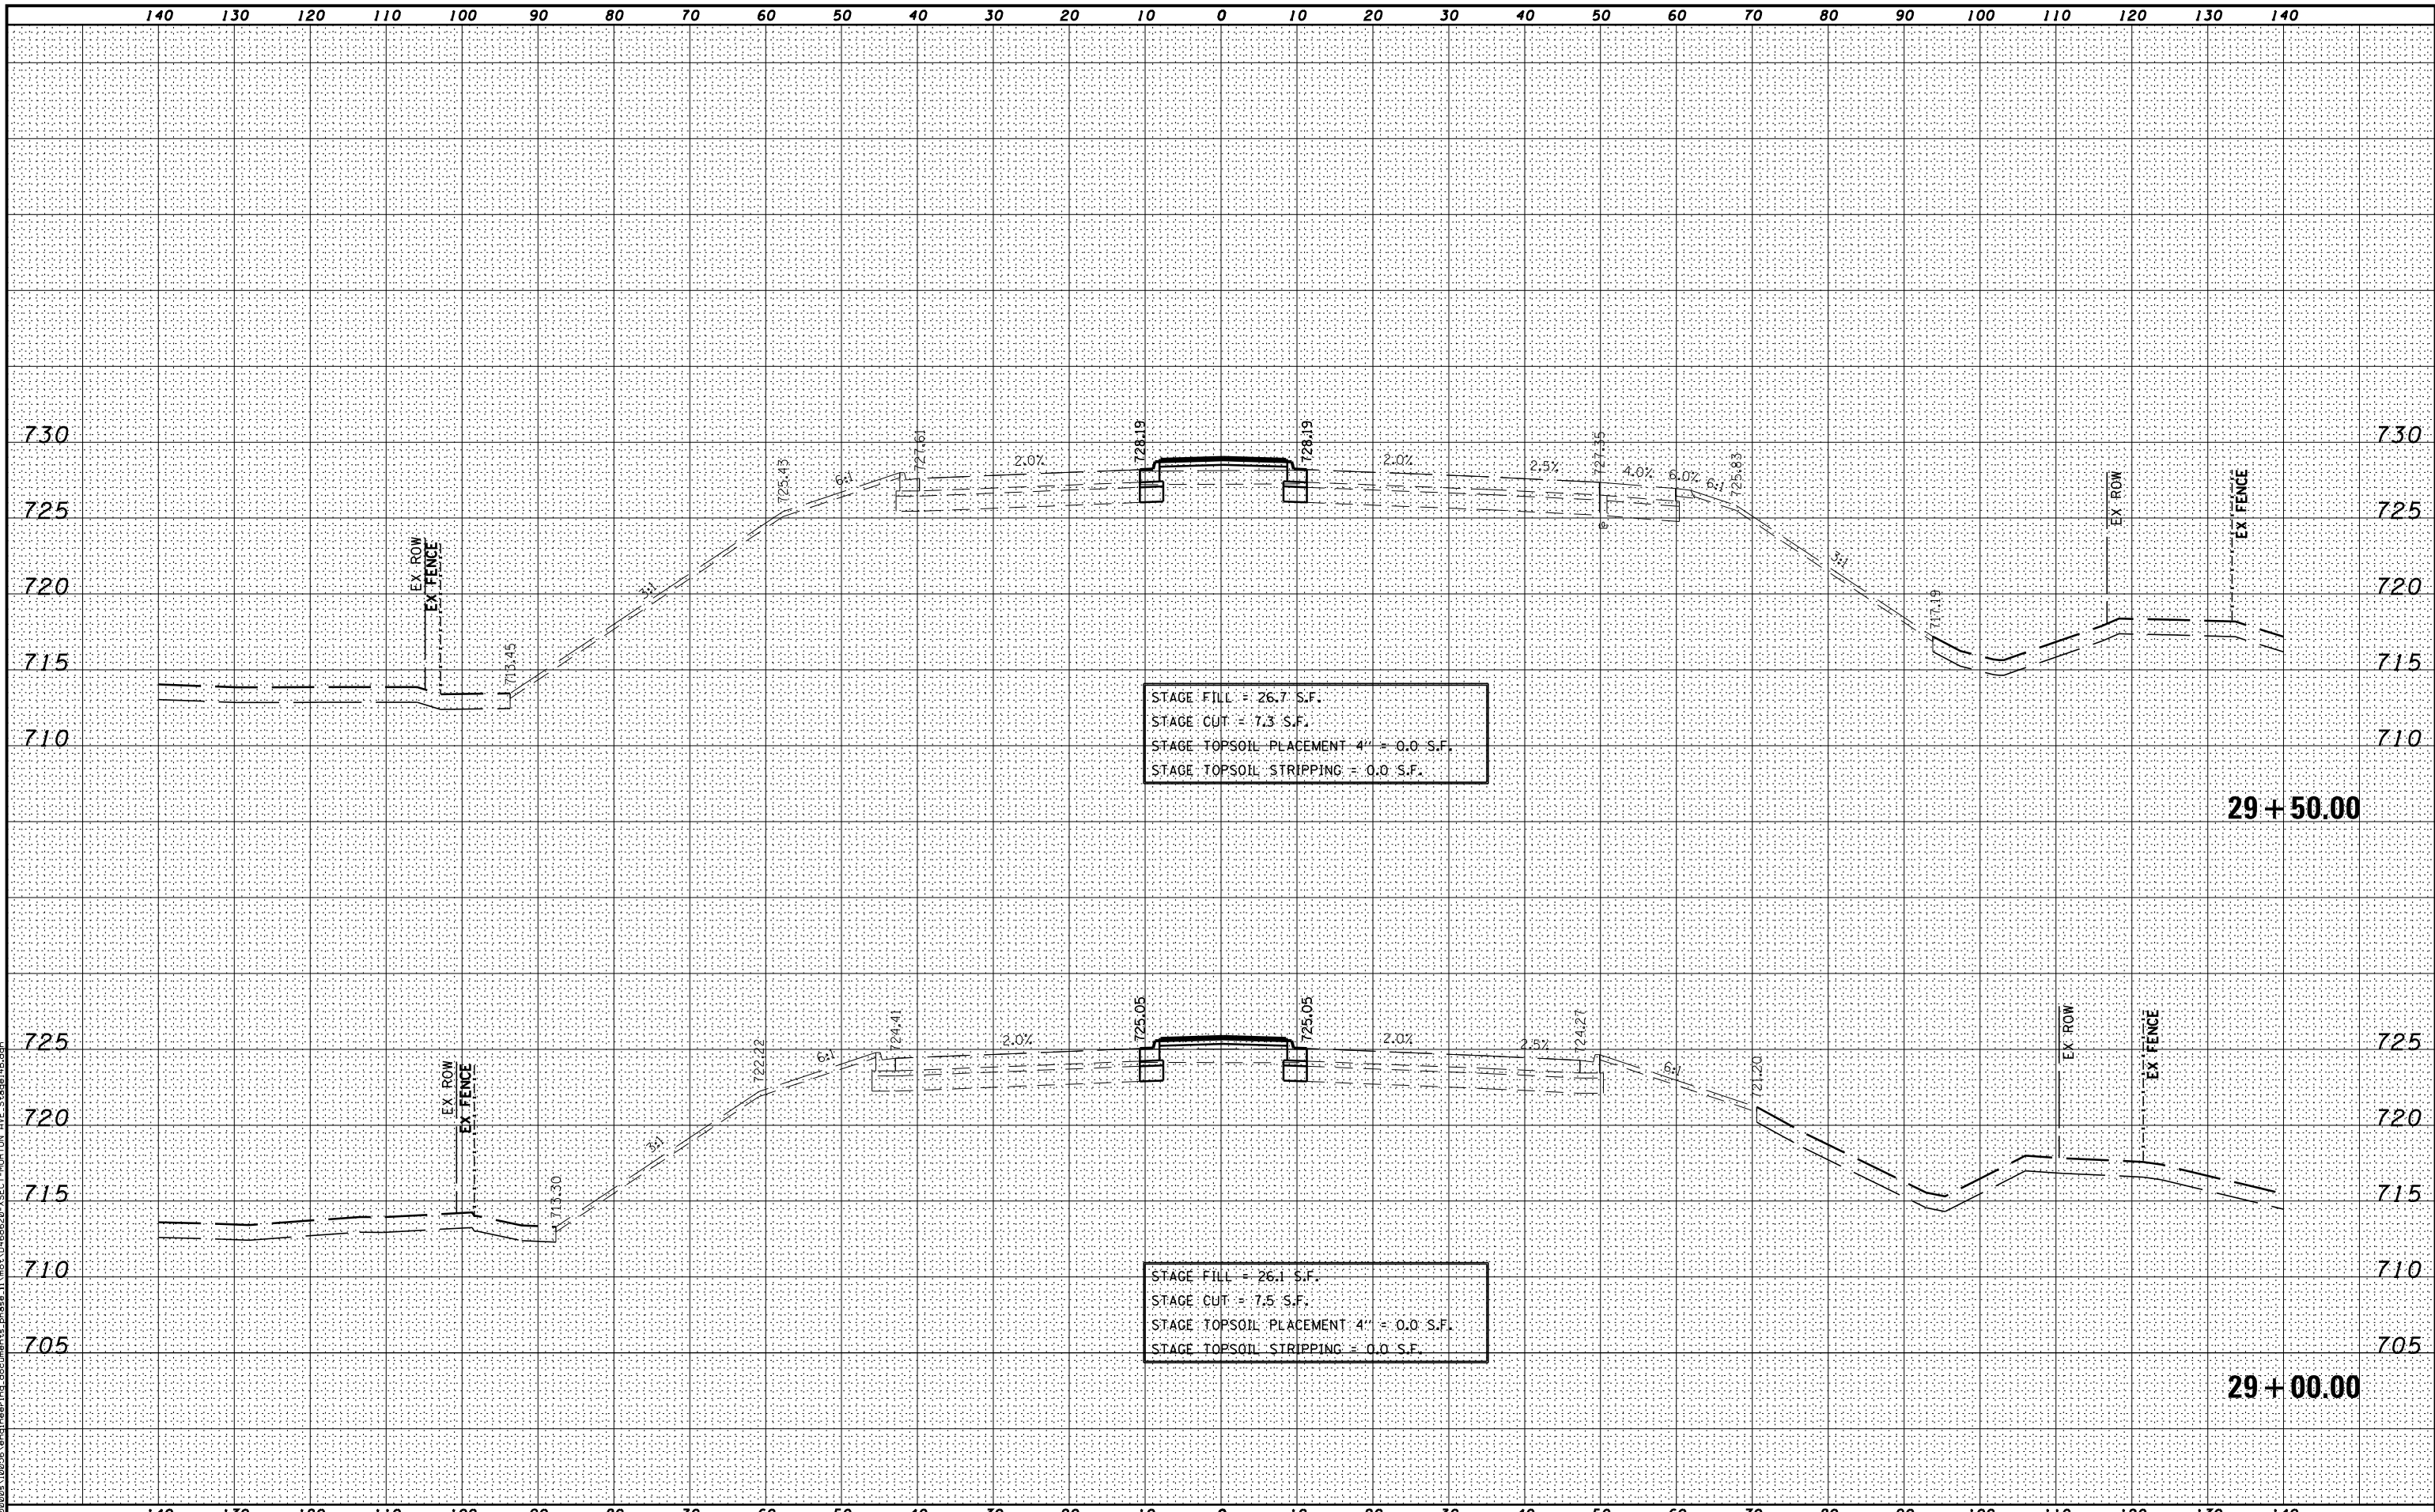 140 130 120 110 100 90 80 70 60 50 40 30 20 10 0 10 20 30 40 50 60 70 80 90 100 110 120 130 140
730 730
725 725
720 720
715 715
710 710
EX ROW
EX FENCE
713.45
3:1
725.43
6:1
727.61
2.0%
728.19
728.19
2.0%
2.5%
727.35
4.0%
6.0%
6:1
725.83
3:1
717.19
EX ROW
EX FENCE
STAGE FILL = 26.7 S.F.
STAGE CUT = 7.3 S.F.
STAGE TOPSOIL PLACEMENT 4'' = 0.0 S.F.
STAGE TOPSOIL STRIPPING = 0.0 S.F.
29+50.00
725 725
720 720
715 715
710 710
705 705
EX ROW
EX FENCE
713.30
3:1
722.22
6:1
724.41
2.0%
725.05
725.05
2.0%
2.5%
724.27
6:1
721.20
EX ROW
EX FENCE
STAGE FILL = 26.1 S.F.
STAGE CUT = 7.5 S.F.
STAGE TOPSOIL PLACEMENT 4'' = 0.0 S.F.
STAGE TOPSOIL STRIPPING = 0.0 S.F.
29+00.00